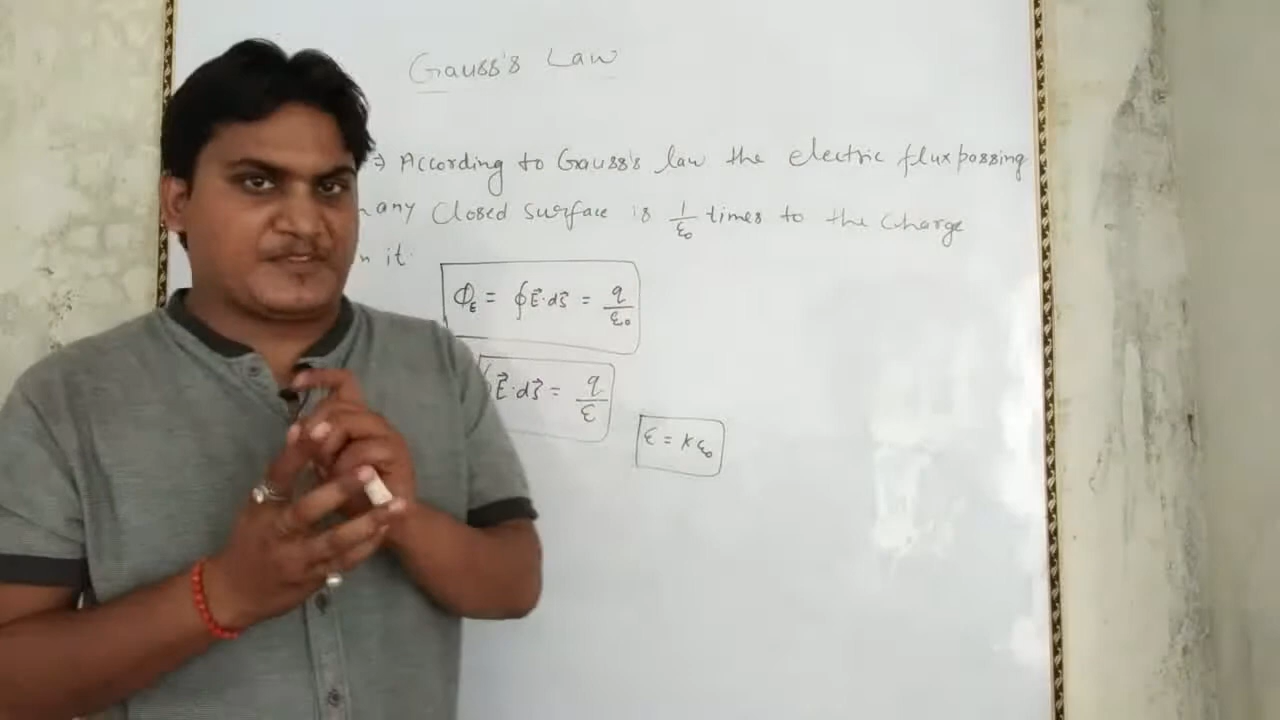 Gauss's Law
⇒ According to Gauss's law the electric flux passing
any closed surface is 1/ε₀ times to the charge
it.
Φ_E = ∮E⃗·ds⃗ = q/ε₀
∮E⃗·ds⃗ = q/ε
ε = Kε₀